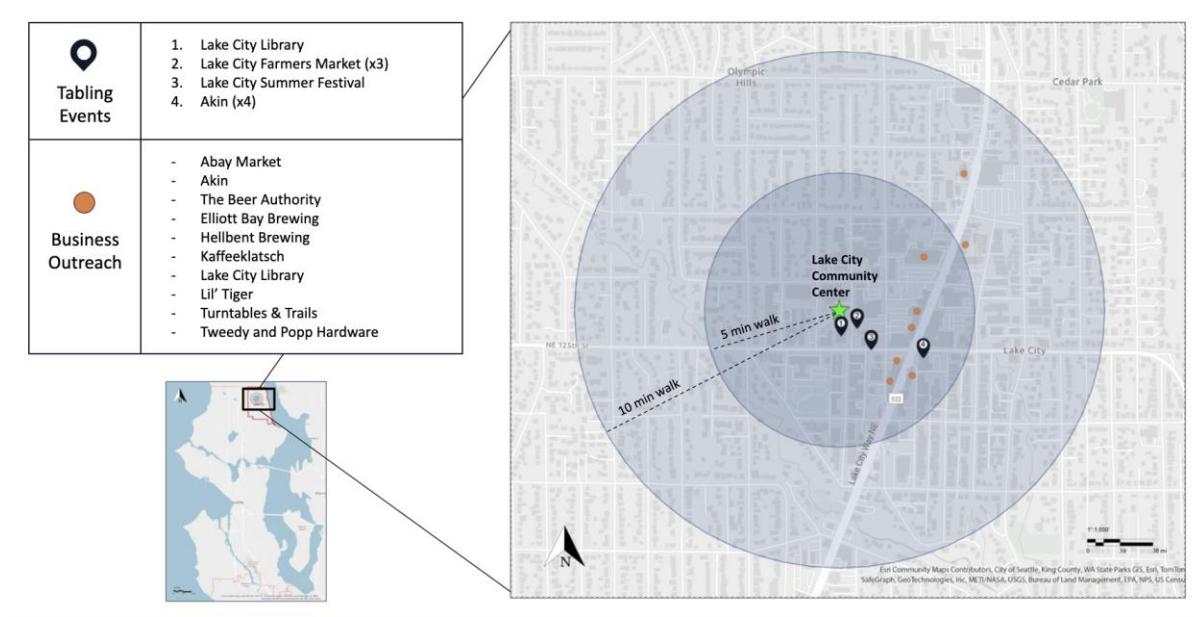 Tabling
Events
1. Lake City Library
2. Lake City Farmers Market (x3)
3. Lake City Summer Festival
4. Akin (x4)
Business
Outreach
- Abay Market
- Akin
- The Beer Authority
- Elliott Bay Brewing
- Hellbent Brewing
- Kaffeeklatsch
- Lake City Library
- Lil’ Tiger
- Turntables & Trails
- Tweedy and Popp Hardware
Olympic
Hills
Cedar Park
Lake City
Community
Center
1
2
3
4
5 min walk
10 min walk
NE 125th St
Lake City
522
Lake City Way NE
N
Esri Community Maps Contributors, City of Seattle, King County, WA State Parks GIS, Esri, TomTom
SafeGraph, GeoTechnologies, Inc, METI/NASA, USGS, Bureau of Land Management, EPA, NPS, US Censu